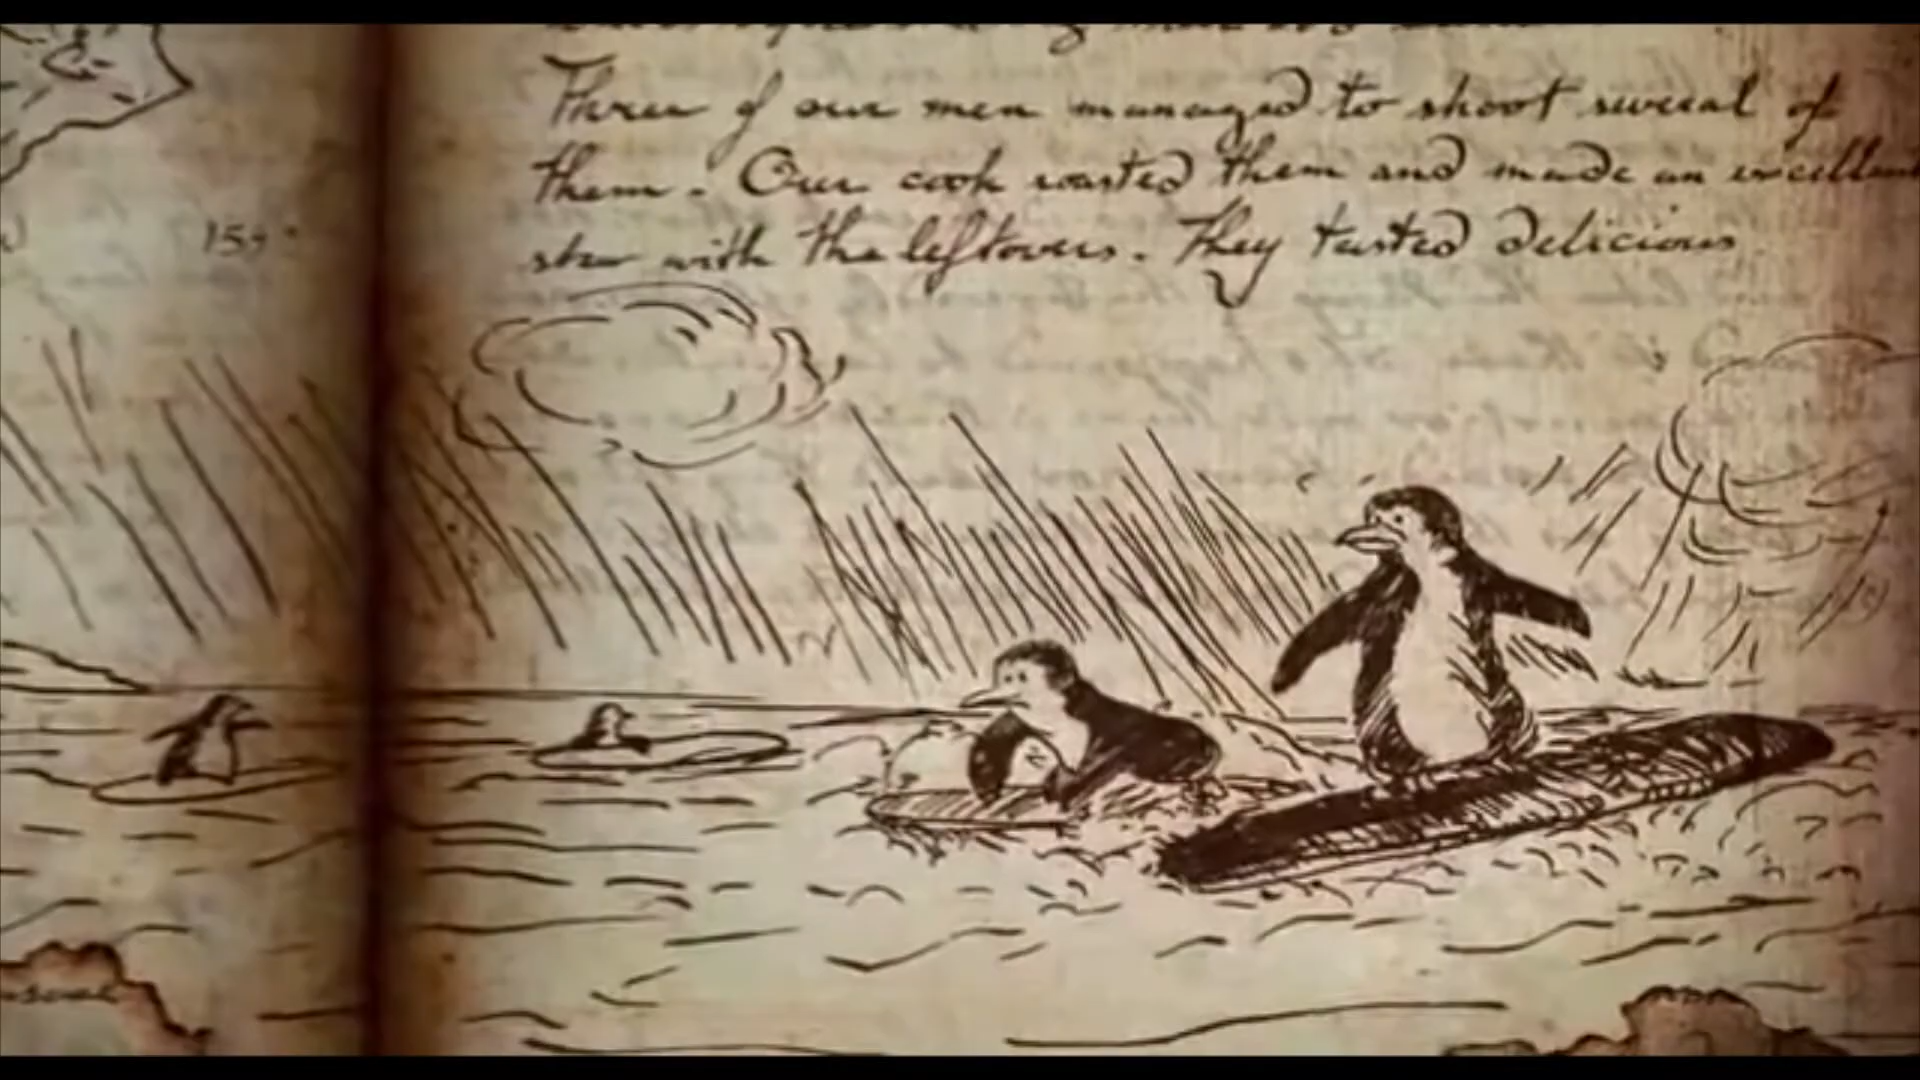 Three of our men managed to shoot several of
them. Our cook roasted them and made an excellent
stew with the leftovers. They tasted delicious